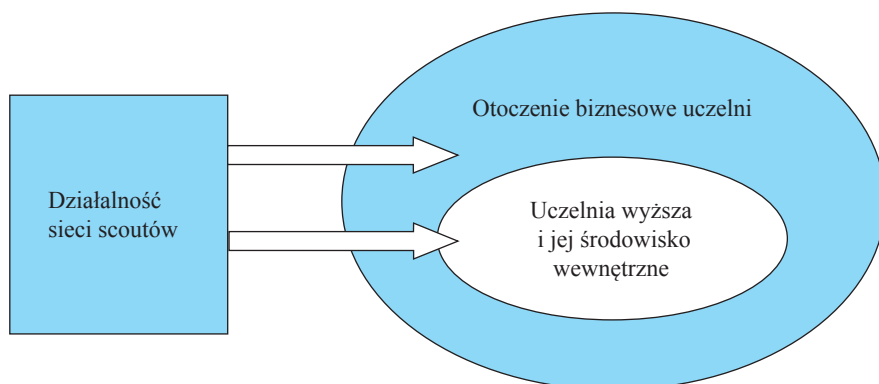 Otoczenie biznesowe uczelni
Działalność
sieci scoutów
Uczelnia wyższa
i jej środowisko
wewnętrzne